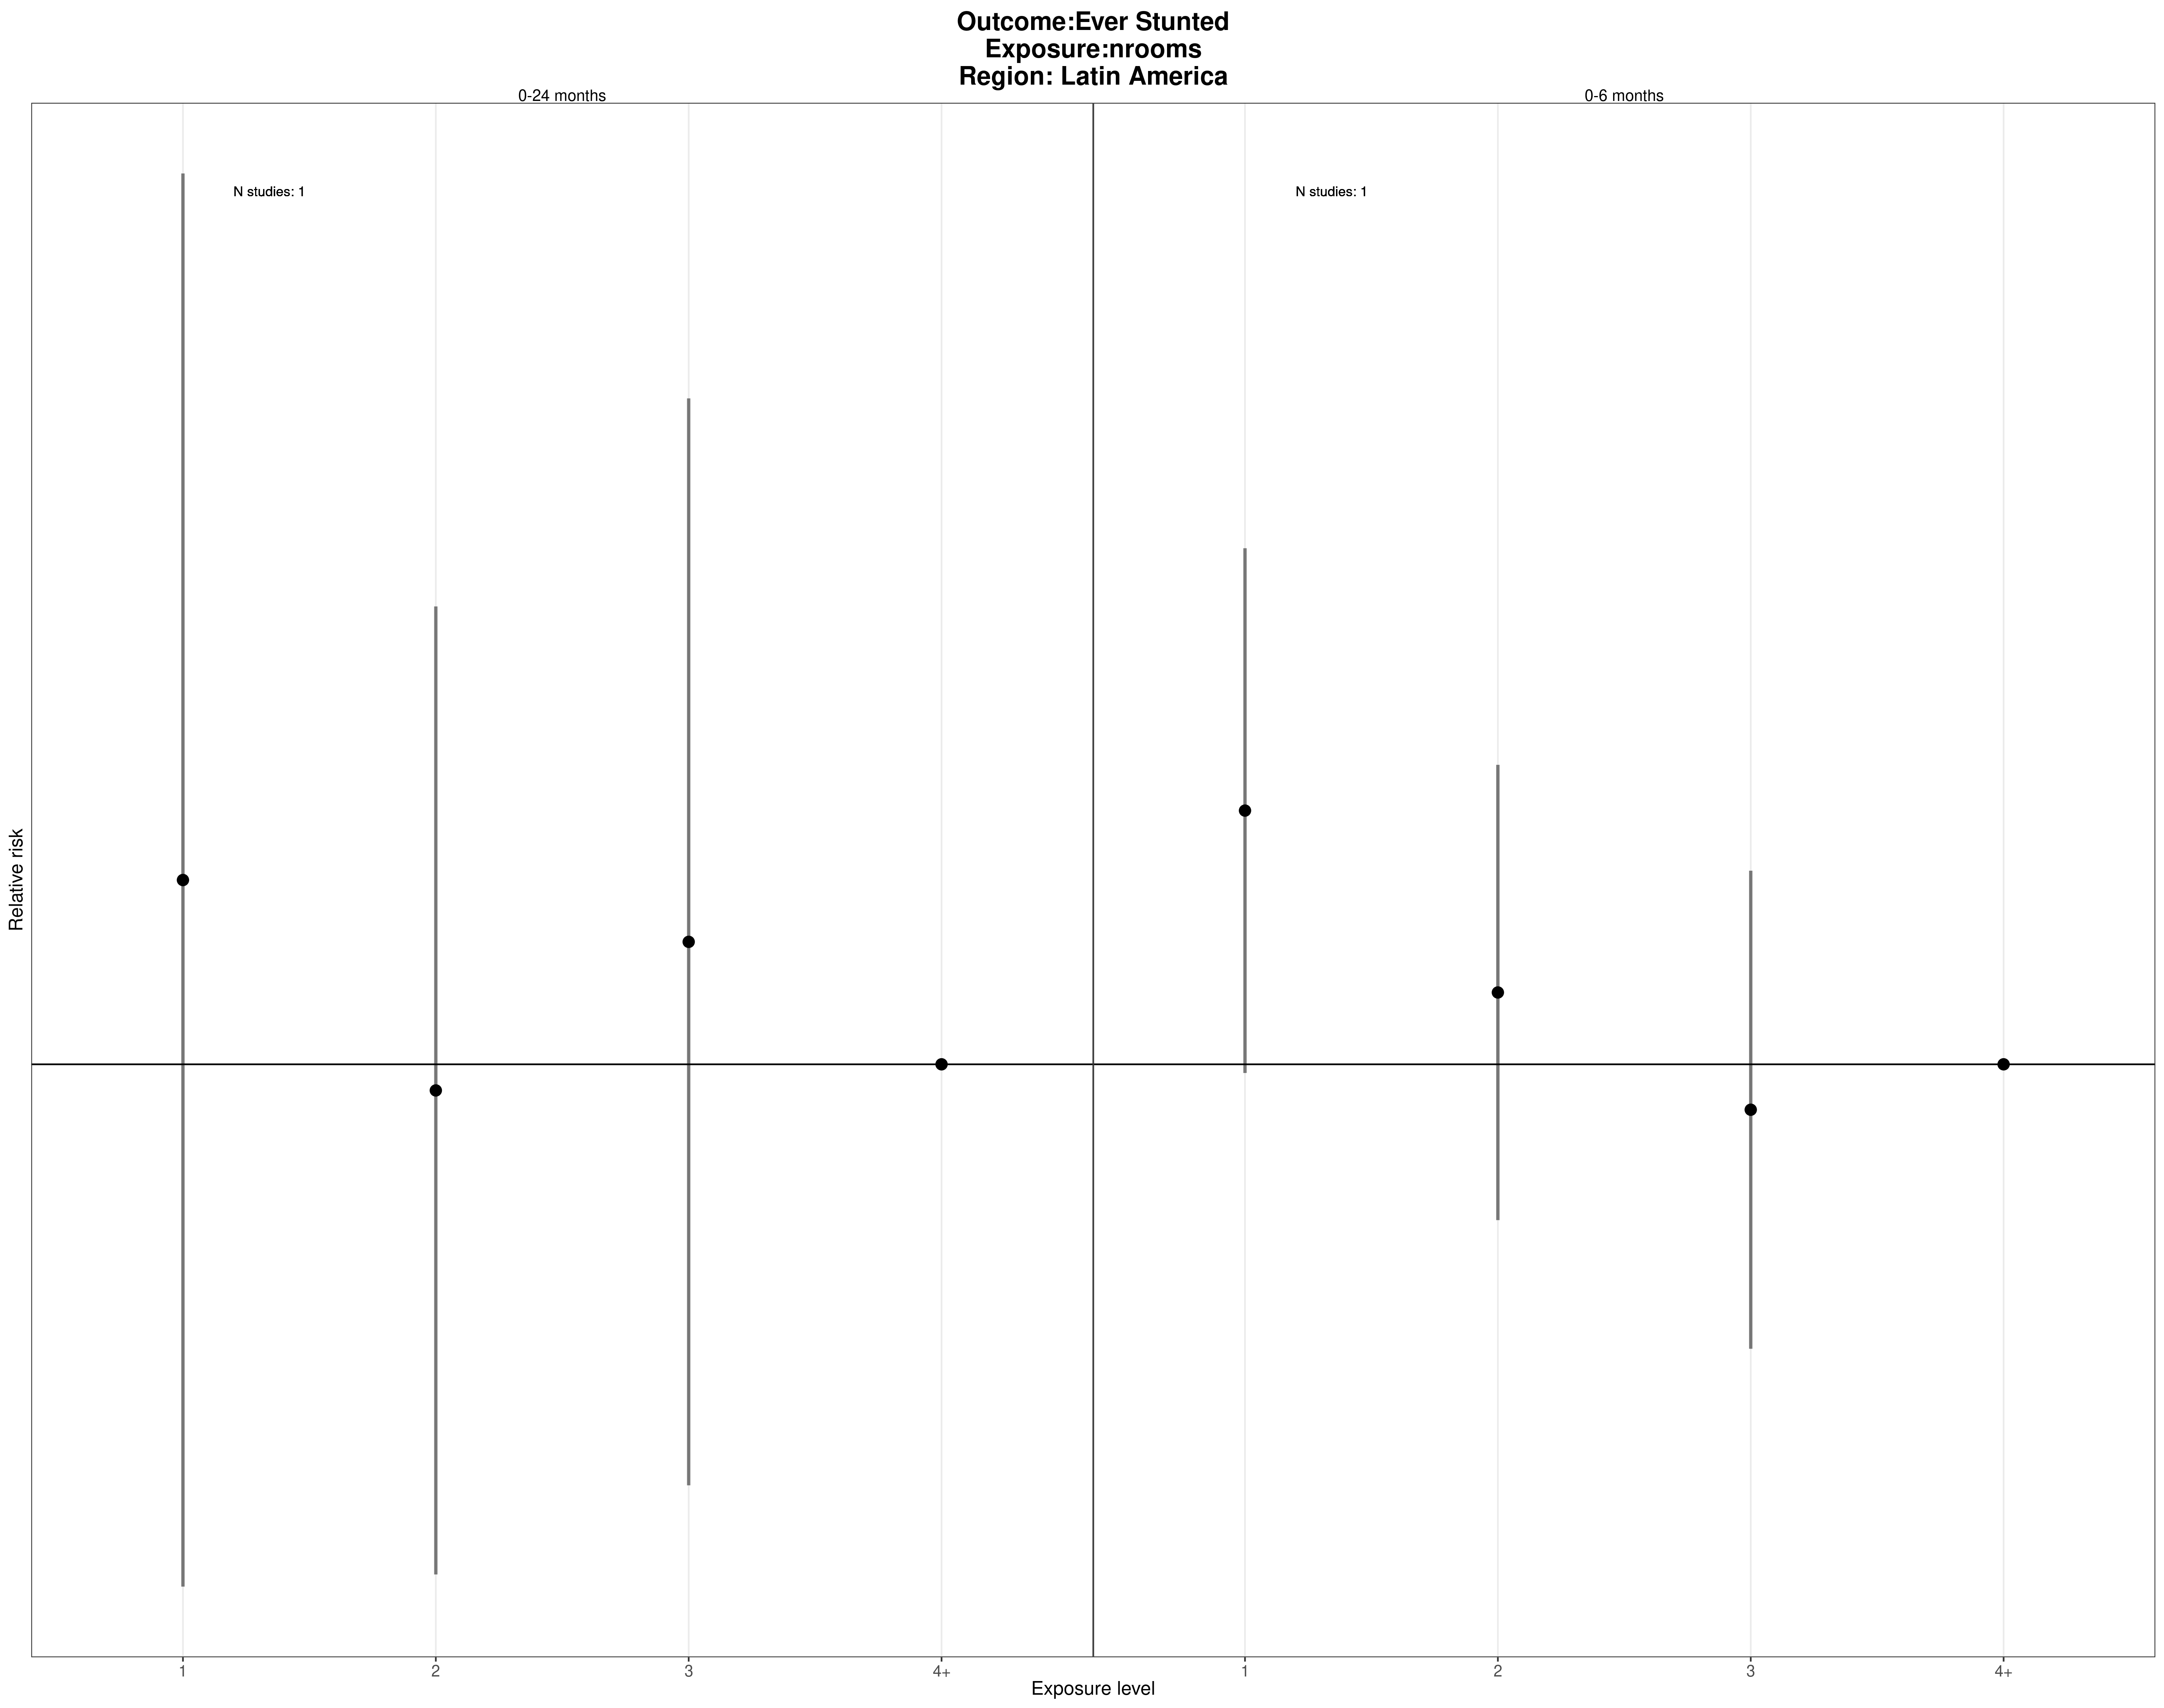 Outcome:Ever Stunted
Exposure:nrooms
Region: Latin America
0-24 months
0-6 months
N studies: 1
N studies: 1
Relative risk
1
2
3
4+
1
2
3
4+
Exposure level